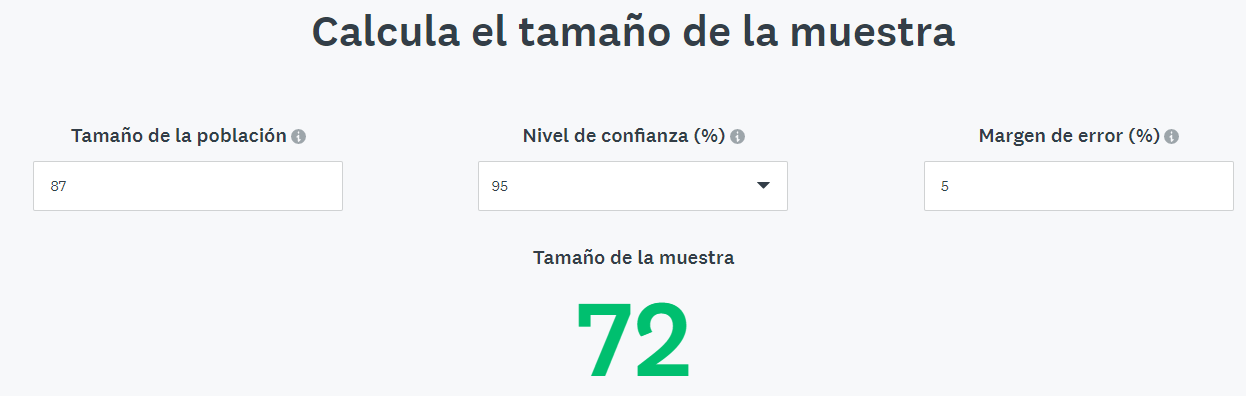 Calcula el tamaño de la muestra
Tamaño de la población
Nivel de confianza (%)
Margen de error (%)
87
95
5
Tamaño de la muestra
72